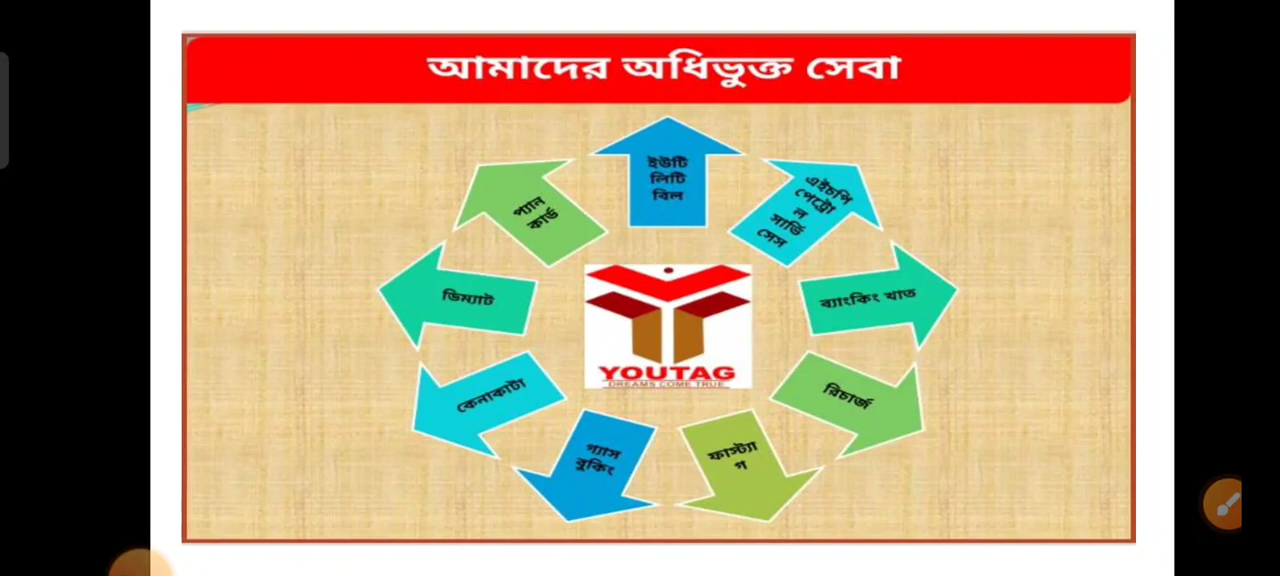 আমাদের অধিভুক্ত সেবা
ইউটি
লিটি
বিল
এইচপি
পেট্রো
ল
সার্ভি
সেস
ব্যাংকিং খাত
রিচার্জ
ফাস্ট্যা
গ
গ্যাস
বুকিং
কেনাকাটা
ডিম্যাট
প্যান
কার্ড
YOUTAG
DREAMS COME TRUE